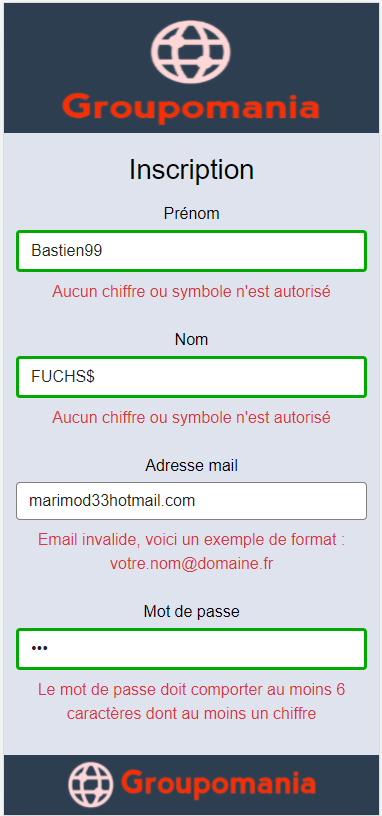 Groupomania
Inscription
Prénom
Bastien99
Aucun chiffre ou symbole n'est autorisé
Nom
FUCHS$
Aucun chiffre ou symbole n'est autorisé
Adresse mail
marimod33hotmail.com
Email invalide, voici un exemple de format :
votre.nom@domaine.fr
Mot de passe
•••
Le mot de passe doit comporter au moins 6
caractères dont au moins un chiffre
Groupomania